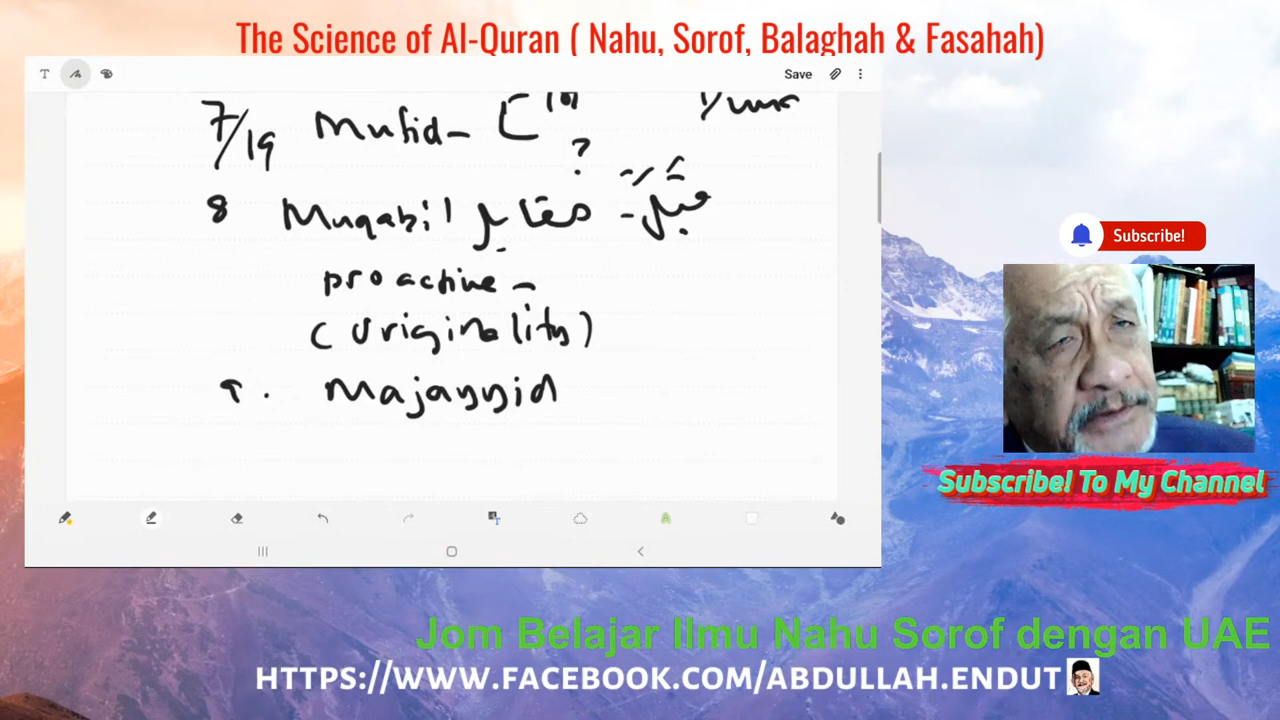 The Science of Al-Quran ( Nahu, Sorof, Balaghah & Fasahah)
T
Save
7/19 Mufid-
?
8 Muqabil مقابل - قبل
proactive -
(Originality)
9. Majayyid
Subscribe!
Subscribe! To My Channel
Jom Belajar Ilmu Nahu Sorof dengan UAE
HTTPS://WWW.FACEBOOK.COM/ABDULLAH.ENDUT